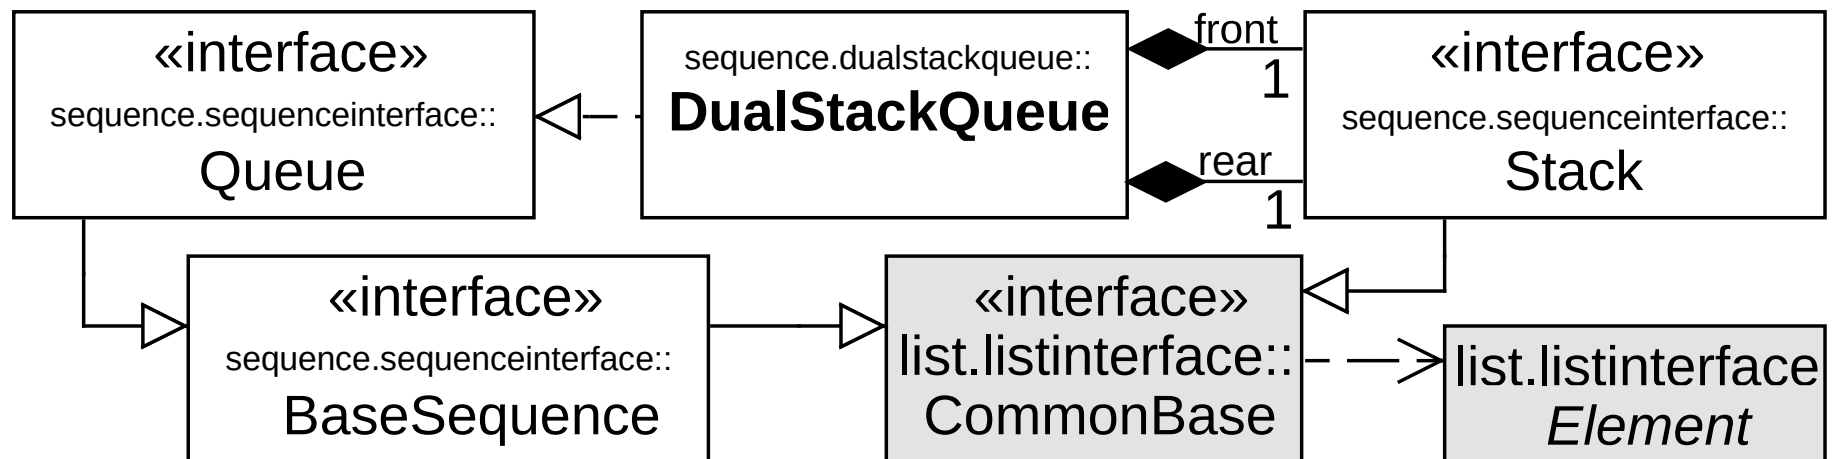 «interface»
sequence.sequenceinterface::
Queue
sequence.dualstackqueue::
DualStackQueue
front
1
rear
1
«interface»
sequence.sequenceinterface::
Stack
«interface»
sequence.sequenceinterface::
BaseSequence
«interface»
list.listinterface::
CommonBase
list.listinterface
Element